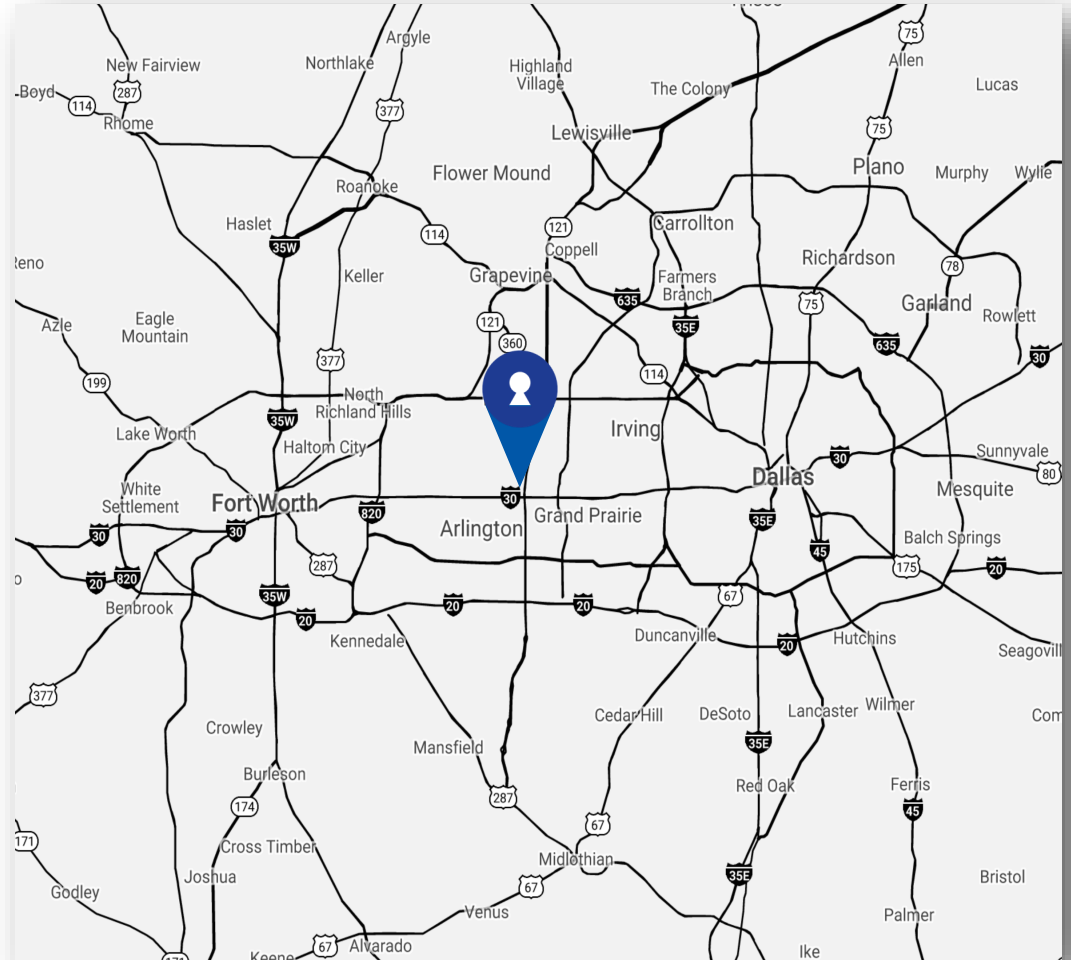 Argyle
75
New Fairview
Northlake
Highland
Village
Allen
Boyd
114
287
The Colony
Lucas
377
Rhome
75
Lewisville
Plano
Flower Mound
Murphy
Wylie
Roanoke
Haslet
114
121
Carrollton
35W
Coppell
Richardson
78
Keller
Grapevine
Farmers
Branch
635
75
Garland
Rowlett
Azle
Eagle
Mountain
121
35E
360
635
30
377
114
199
North
Richland Hills
35W
Lake Worth
Haltom City
Irving
30
Sunnyvale
80
Dallas
White
Settlement
Fort Worth
30
Mesquite
820
Grand Prairie
35E
Arlington
30
30
Balch Springs
45
287
175
20
820
20
35W
67
Benbrook
20
20
20
Kennedale
Duncanville
Hutchins
20
Seagovill
377
Crowley
Cedar Hill
DeSoto
Lancaster
Wilmer
Com
Mansfield
35E
Burleson
Red Oak
Ferris
287
174
45
67
171
Cross Timber
Midlothian
Joshua
35E
Bristol
Godley
67
Venus
Palmer
67
Alvarado
Ike
Keene